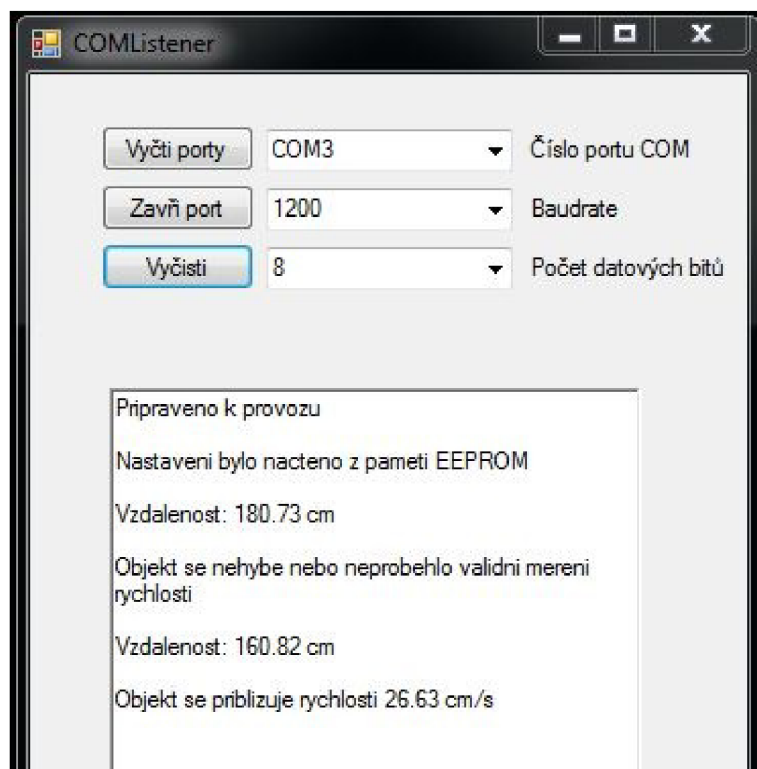 COMListener
Vyčti porty COM3 Číslo portu COM
Zavři port 1200 Baudrate
Vyčisti 8 Počet datových bitů
Pripraveno k provozu
Nastaveni bylo nacteno z pameti EEPROM
Vzdalenost: 180.73 cm
Objekt se nehybe nebo neprobehlo validni mereni
rychlosti
Vzdalenost: 160.82 cm
Objekt se priblizuje rychlosti 26.63 cm/s